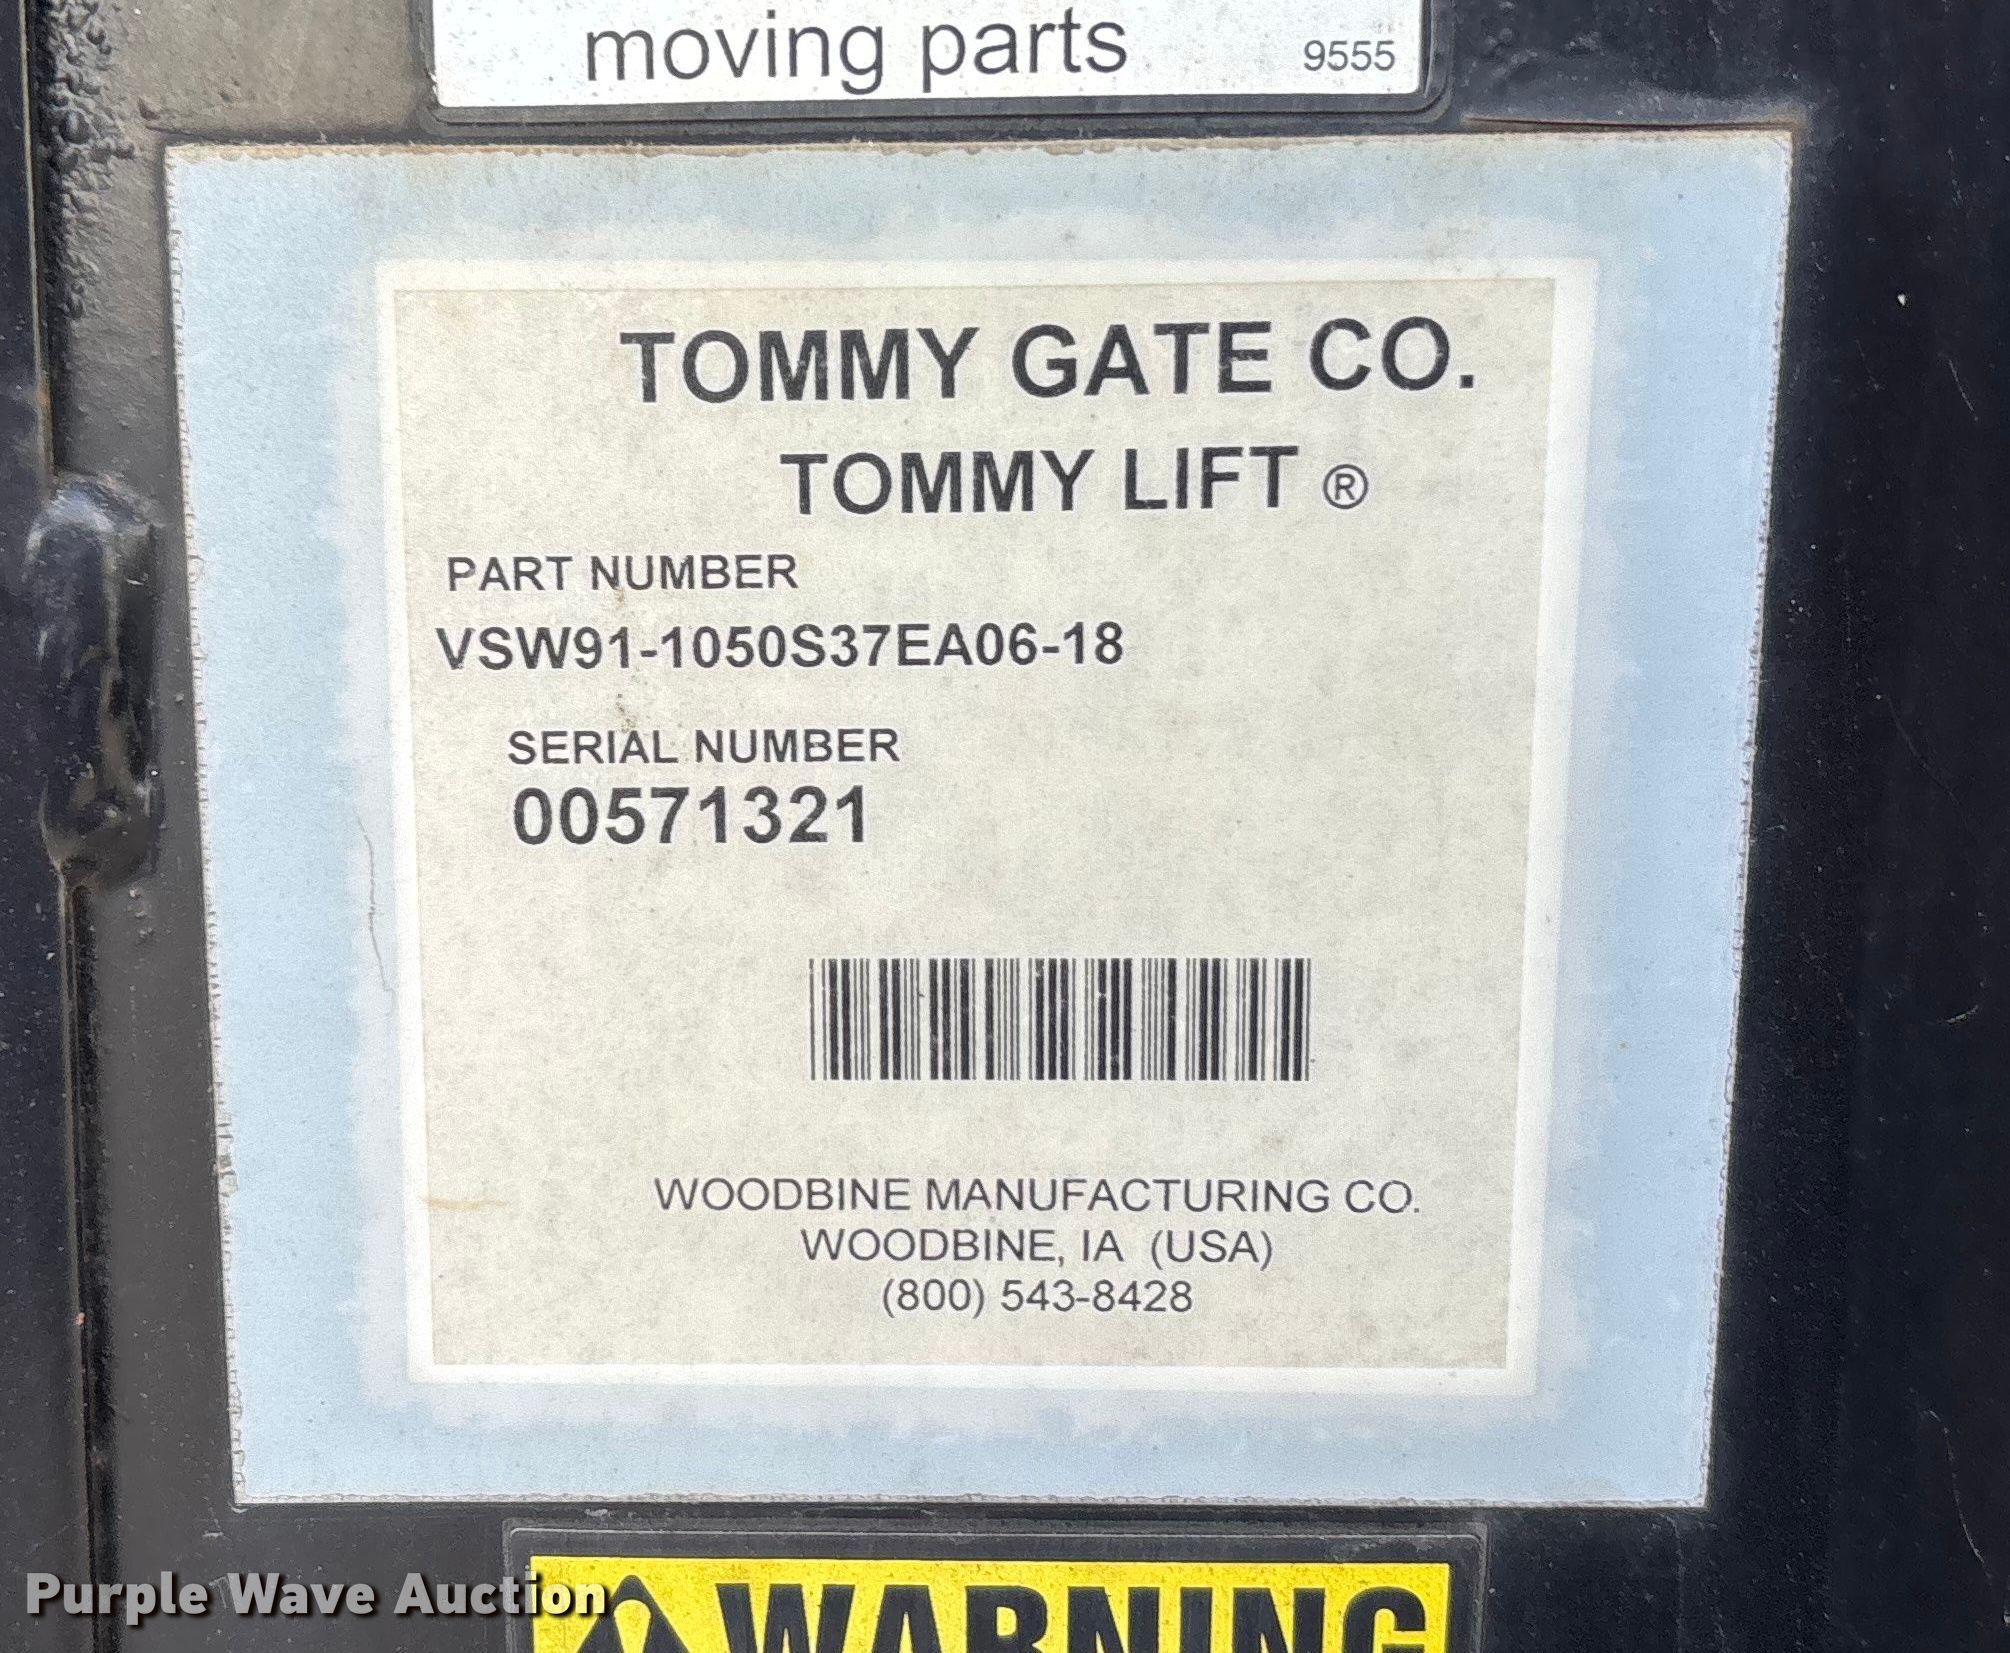 moving parts
9555
TOMMY GATE CO.
TOMMY LIFT ®
PART NUMBER
VSW91-1050S37EA06-18
SERIAL NUMBER
00571321
WOODBINE MANUFACTURING CO.
WOODBINE, IA (USA)
(800) 543-8428
WARNING
Purple Wave Auction